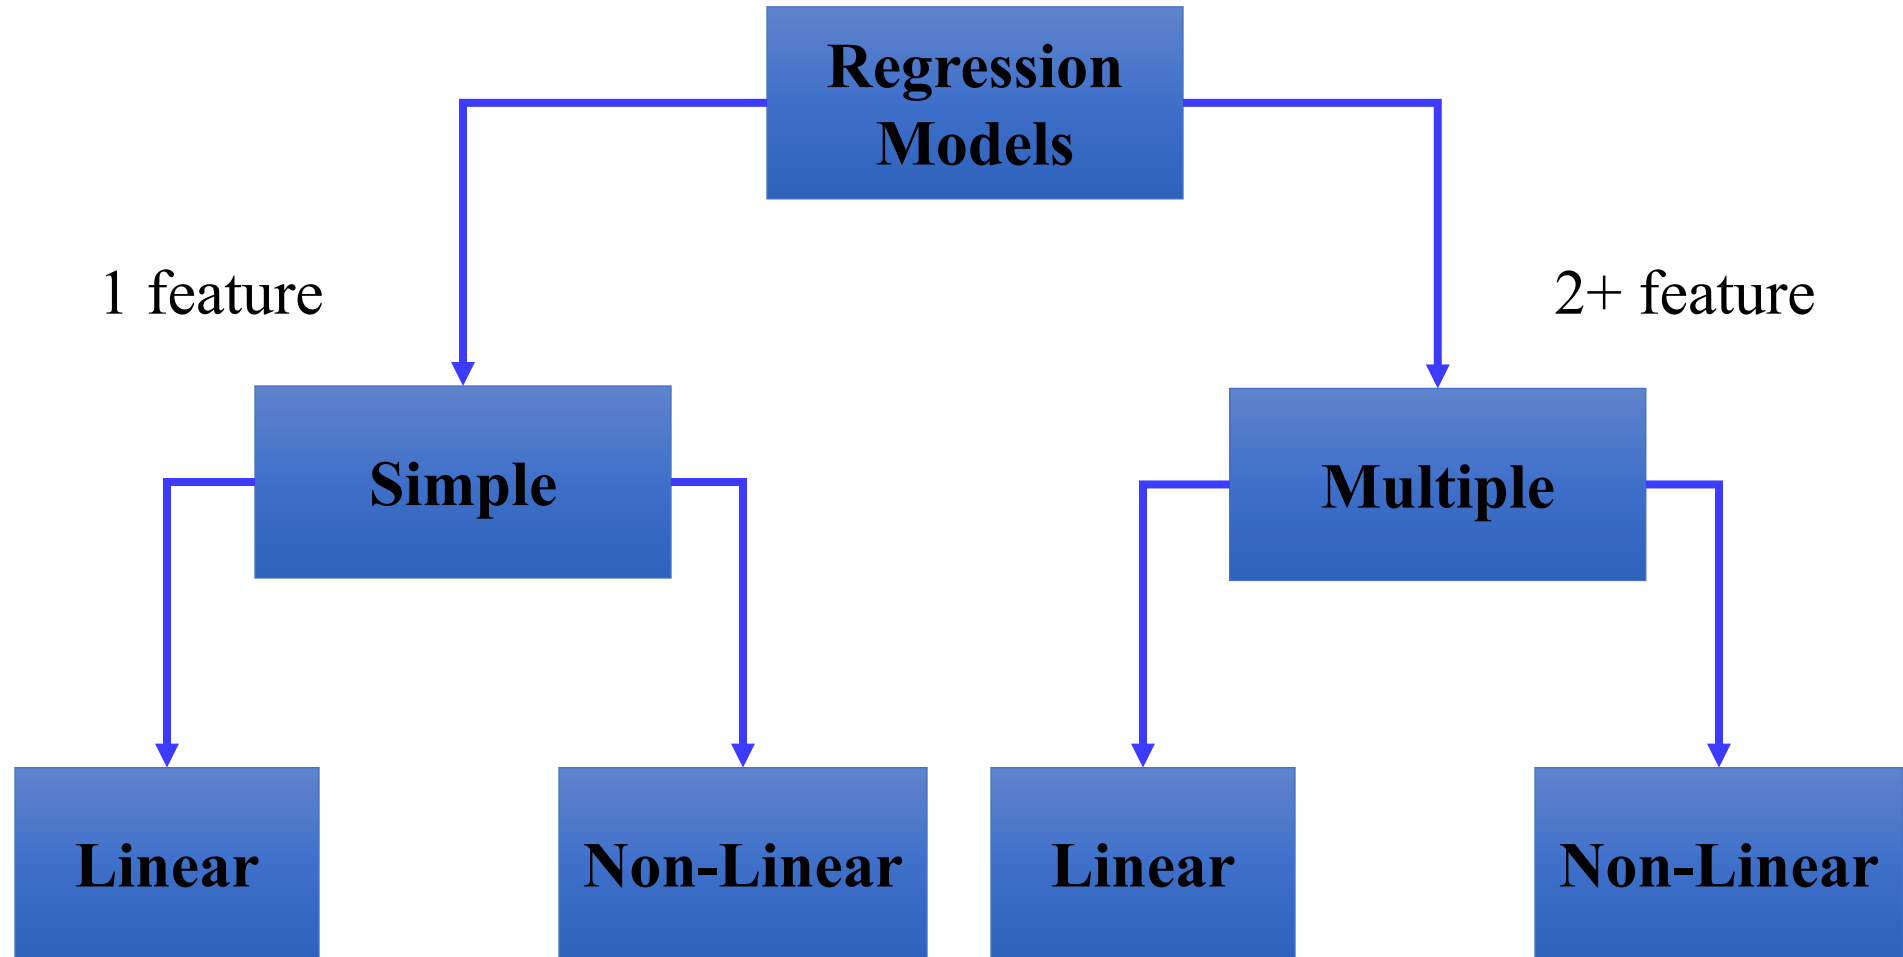 Regression
Models
1 feature
2+ feature
Simple
Multiple
Linear
Non-Linear
Linear
Non-Linear